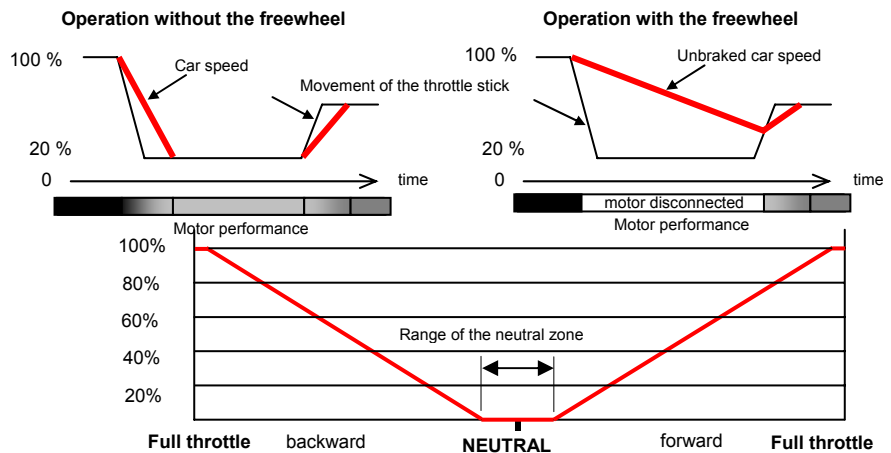 Operation without the freewheel
100 %
Car speed
Movement of the throttle stick
20 %
0
time
Motor performance
Operation with the freewheel
100 %
Unbraked car speed
20 %
0
time
motor disconnected
Motor performance
100%
80%
60%
Range of the neutral zone
40%
20%
Full throttle backward NEUTRAL forward Full throttle